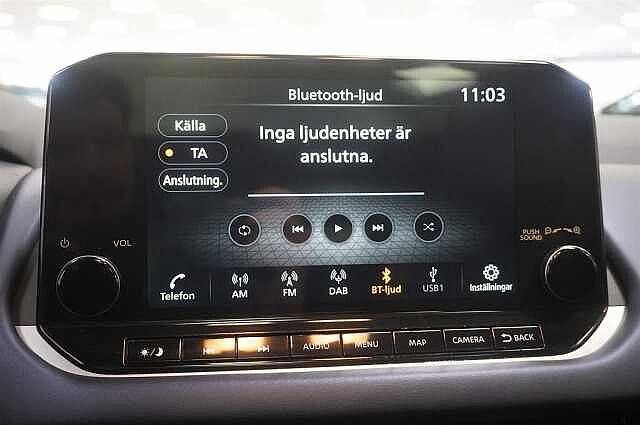 Bluetooth-ljud
11:03
Källa
TA
Anslutning.
Inga ljudenheter är
anslutna.
VOL
PUSH
SOUND
Telefon
AM
FM
DAB
BT-ljud
USB1
Inställningar
AUDIO
MENU
MAP
CAMERA
BACK